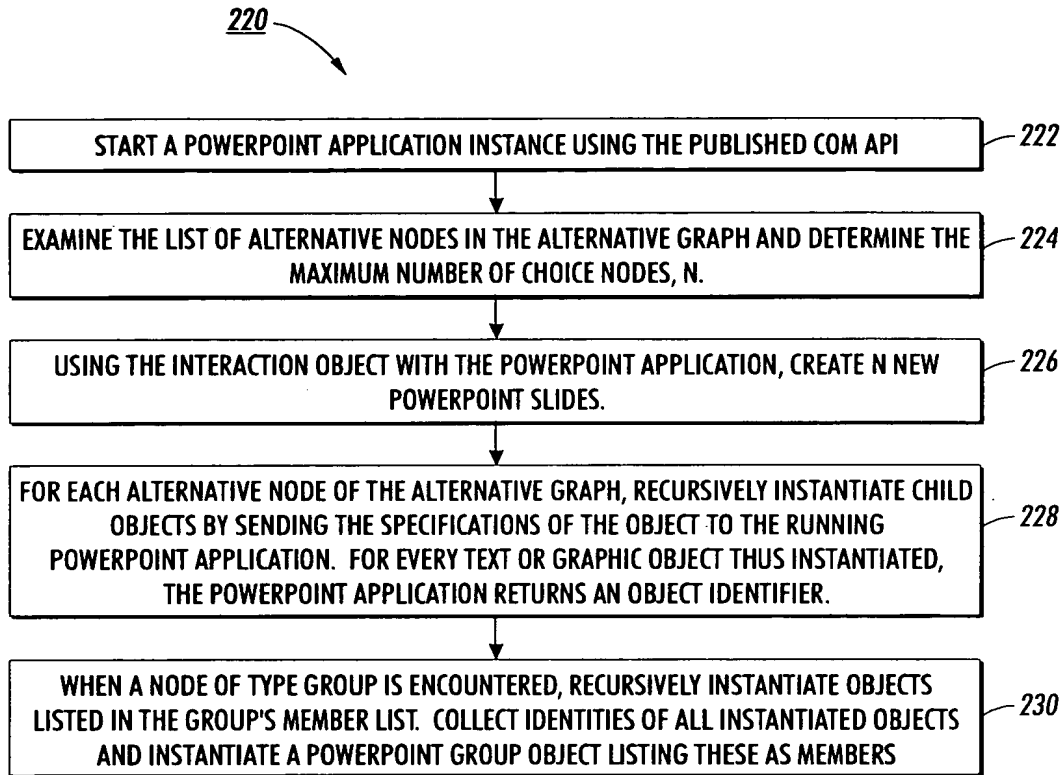 220
START A POWERPOINT APPLICATION INSTANCE USING THE PUBLISHED COM API
222
EXAMINE THE LIST OF ALTERNATIVE NODES IN THE ALTERNATIVE GRAPH AND DETERMINE THE
MAXIMUM NUMBER OF CHOICE NODES, N.
224
USING THE INTERACTION OBJECT WITH THE POWERPOINT APPLICATION, CREATE N NEW
POWERPOINT SLIDES.
226
FOR EACH ALTERNATIVE NODE OF THE ALTERNATIVE GRAPH, RECURSIVELY INSTANTIATE CHILD
OBJECTS BY SENDING THE SPECIFICATIONS OF THE OBJECT TO THE RUNNING
POWERPOINT APPLICATION. FOR EVERY TEXT OR GRAPHIC OBJECT THUS INSTANTIATED,
THE POWERPOINT APPLICATION RETURNS AN OBJECT IDENTIFIER.
228
WHEN A NODE OF TYPE GROUP IS ENCOUNTERED, RECURSIVELY INSTANTIATE OBJECTS
LISTED IN THE GROUP'S MEMBER LIST. COLLECT IDENTITIES OF ALL INSTANTIATED OBJECTS
AND INSTANTIATE A POWERPOINT GROUP OBJECT LISTING THESE AS MEMBERS
230